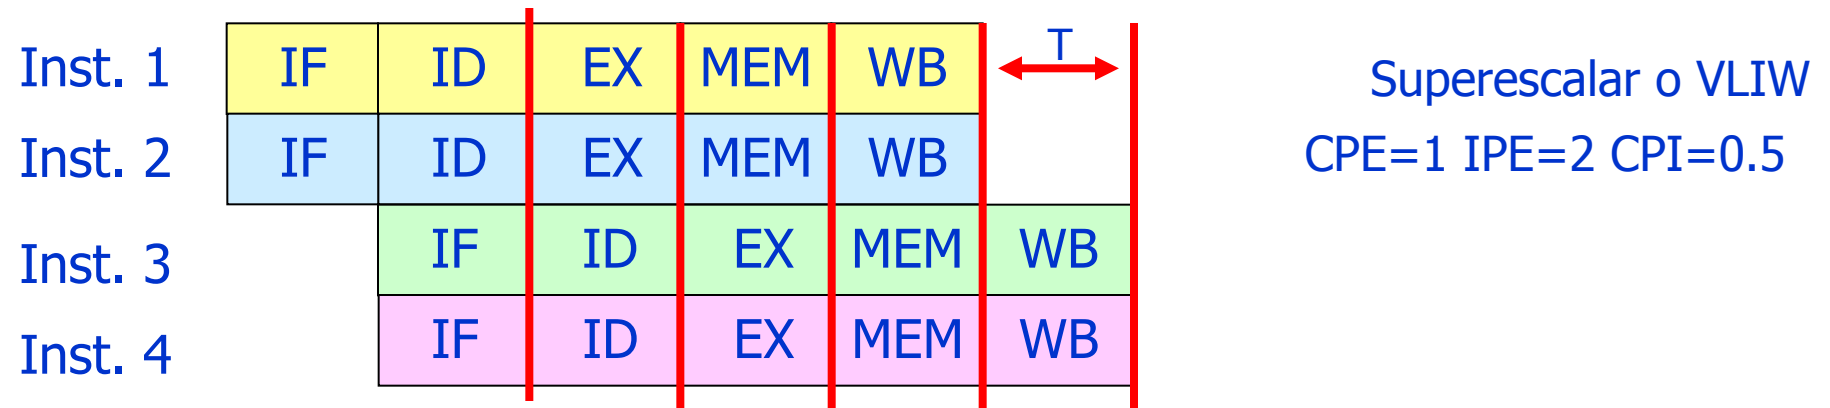 Inst. 1 IF ID EX MEM WB T
Superescalar o VLIW
Inst. 2 IF ID EX MEM WB
CPE=1 IPE=2 CPI=0.5
Inst. 3 IF ID EX MEM WB
Inst. 4 IF ID EX MEM WB